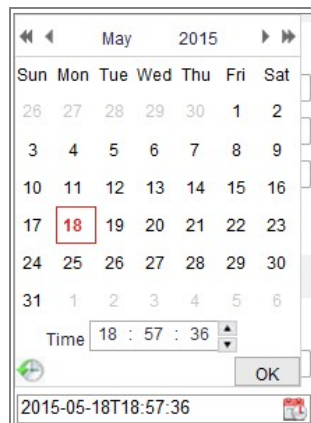 May 2015
Sun Mon Tue Wed Thu Fri Sat
26 27 28 29 30 1 2
3 4 5 6 7 8 9
10 11 12 13 14 15 16
17 18 19 20 21 22 23
24 25 26 27 28 29 30
31 1 2 3 4 5 6
Time 18 : 57 : 36
OK
2015-05-18T18:57:36